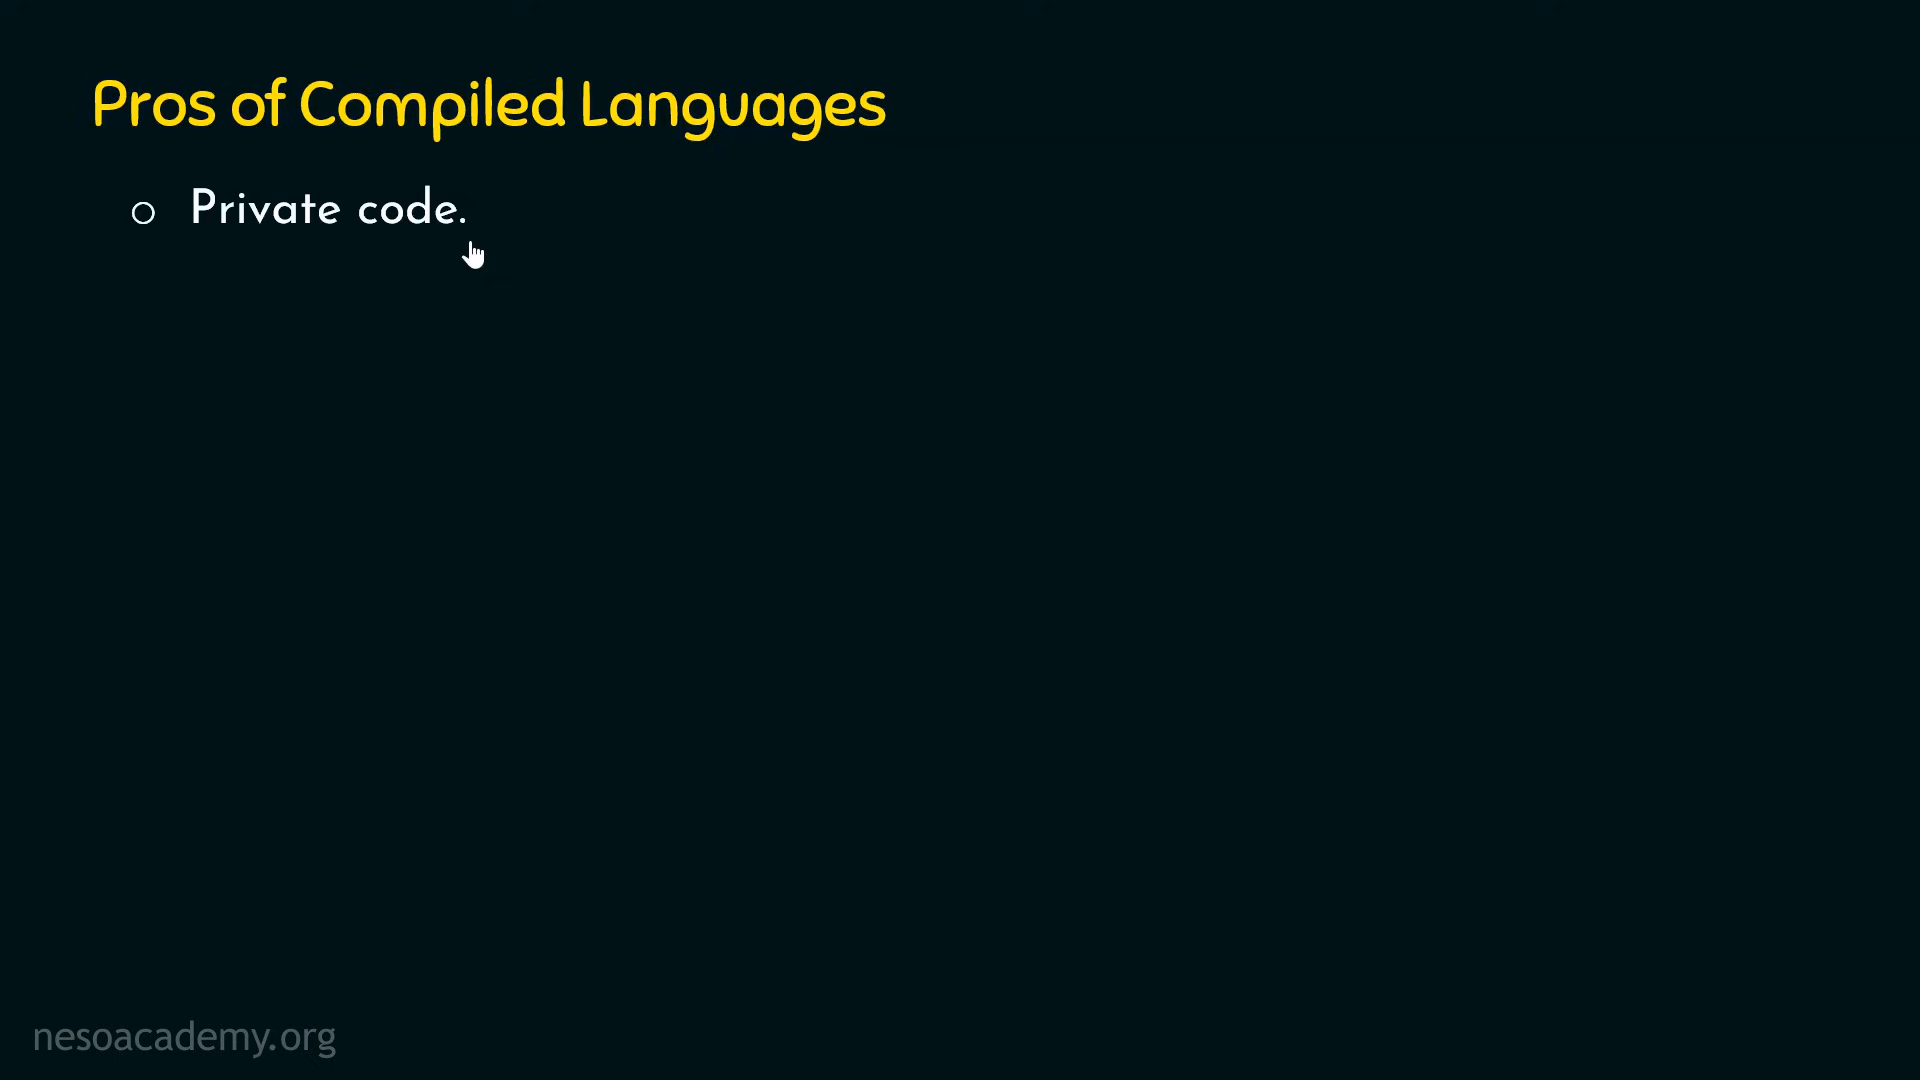 Pros of Compiled Languages
○ Private code.
nesoacademy.org